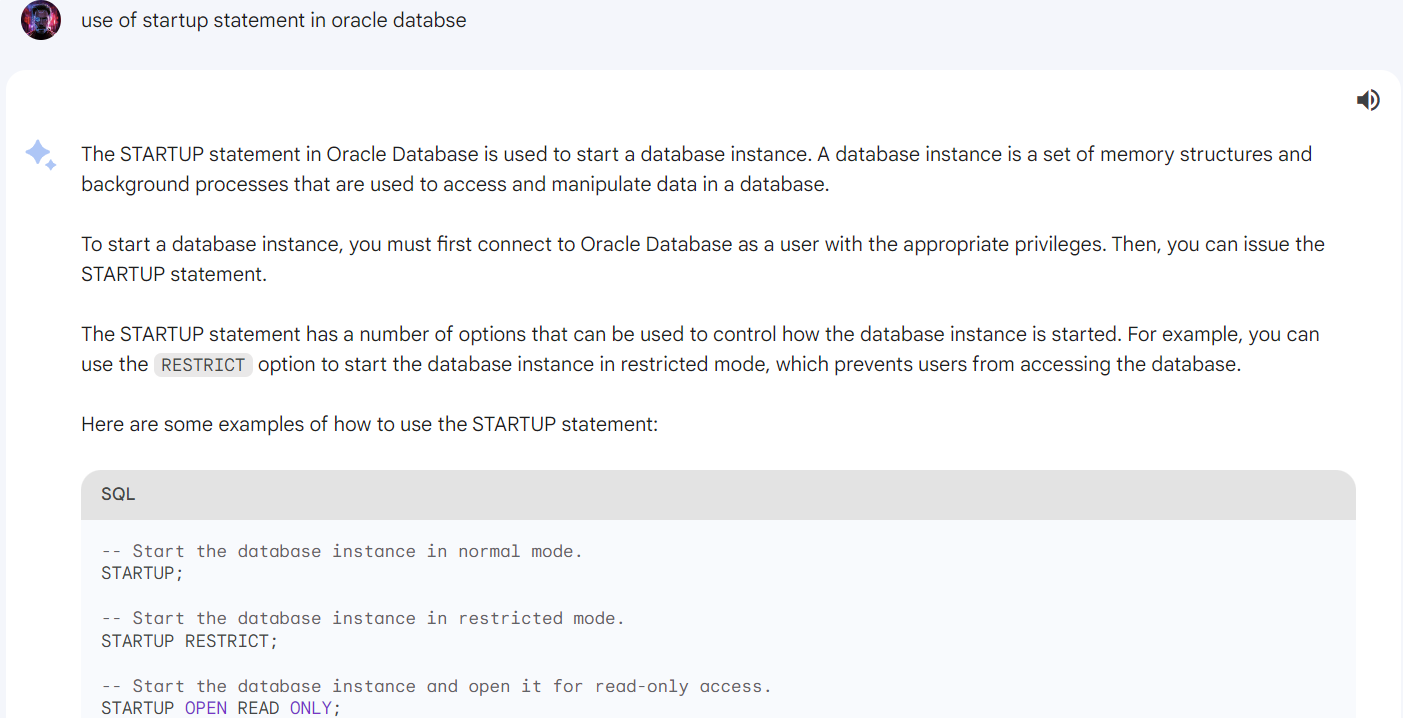 use of startup statement in oracle databse
The STARTUP statement in Oracle Database is used to start a database instance. A database instance is a set of memory structures and
background processes that are used to access and manipulate data in a database.
To start a database instance, you must first connect to Oracle Database as a user with the appropriate privileges. Then, you can issue the
STARTUP statement.
The STARTUP statement has a number of options that can be used to control how the database instance is started. For example, you can
use the RESTRICT option to start the database instance in restricted mode, which prevents users from accessing the database.
Here are some examples of how to use the STARTUP statement:
SQL
-- Start the database instance in normal mode.
STARTUP;
-- Start the database instance in restricted mode.
STARTUP RESTRICT;
-- Start the database instance and open it for read-only access.
STARTUP OPEN READ ONLY;